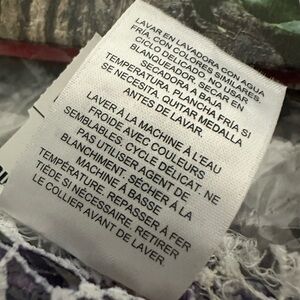 LAVAR EN LAVADORA CON AGUA
FRIA, CON COLORES SIMILARES,
CICLO DELICADO, NO USAR
BLANQUEADOR, SECAR EN
SECADORA A BAJA
TEMPERATURA, PLANCHA FRIA SI
SE NECESITA, QUITAR MEDALLA
ANTES DE LAVAR.
LAVER À LA MACHINE À L'EAU
FROIDE AVEC COULEURS
SEMBLABLES, CYCLE DELICAT. NE
PAS UTILISER AGENT DE
BLANCHIMENT. SÉCHER À LA
MACHINE A BASSE
TEMPÉRATURE, REPASSER À FER
TIÈDE SI NÉCESSAIRE, RETIRER
LE COLLIER AVANT DE LAVER.